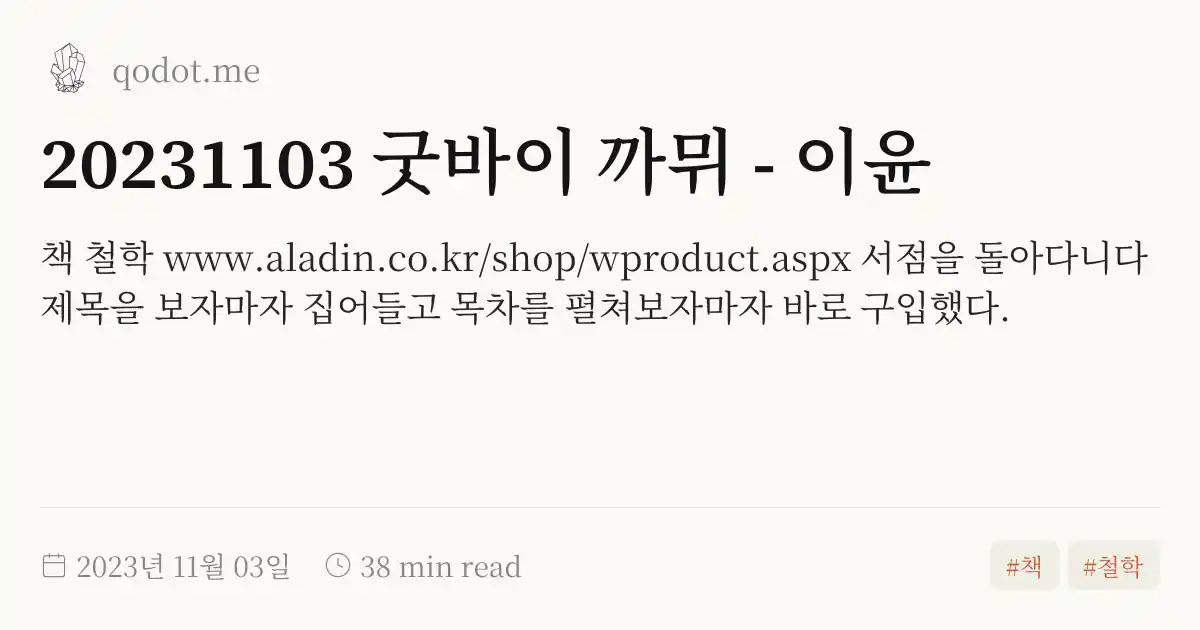 qodot.me
20231103 굿바이 까뮈 - 이윤
책 철학 www.aladin.co.kr/shop/wproduct.aspx 서점을 돌아다니다
제목을 보자마자 집어들고 목차를 펼쳐보자마자 바로 구입했다.
2023년 11월 03일 38 min read #책 #철학